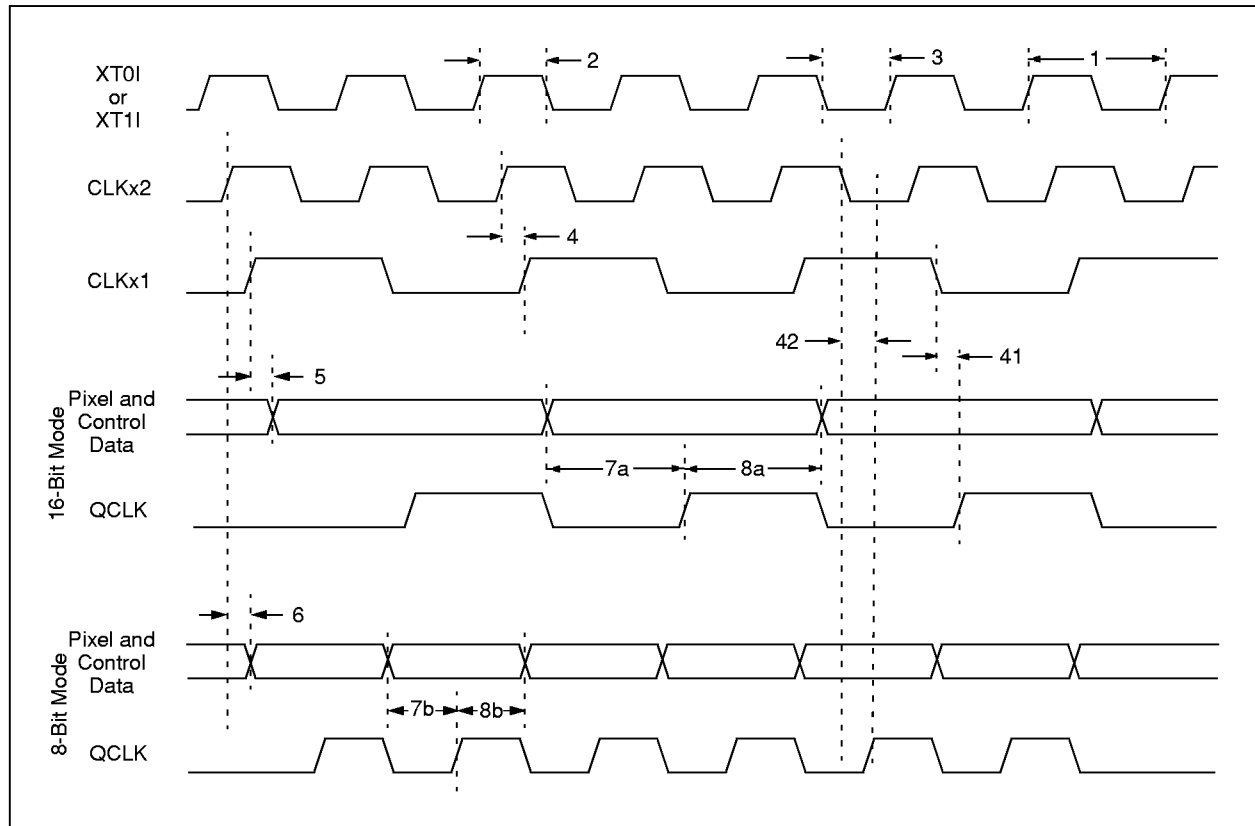 XT0I
or
XT1I
2
3
1
CLKx2
4
CLKx1
42
41
5
16-Bit Mode
Pixel and
Control
Data
7a
8a
QCLK
6
8-Bit Mode
Pixel and
Control
Data
7b
8b
QCLK